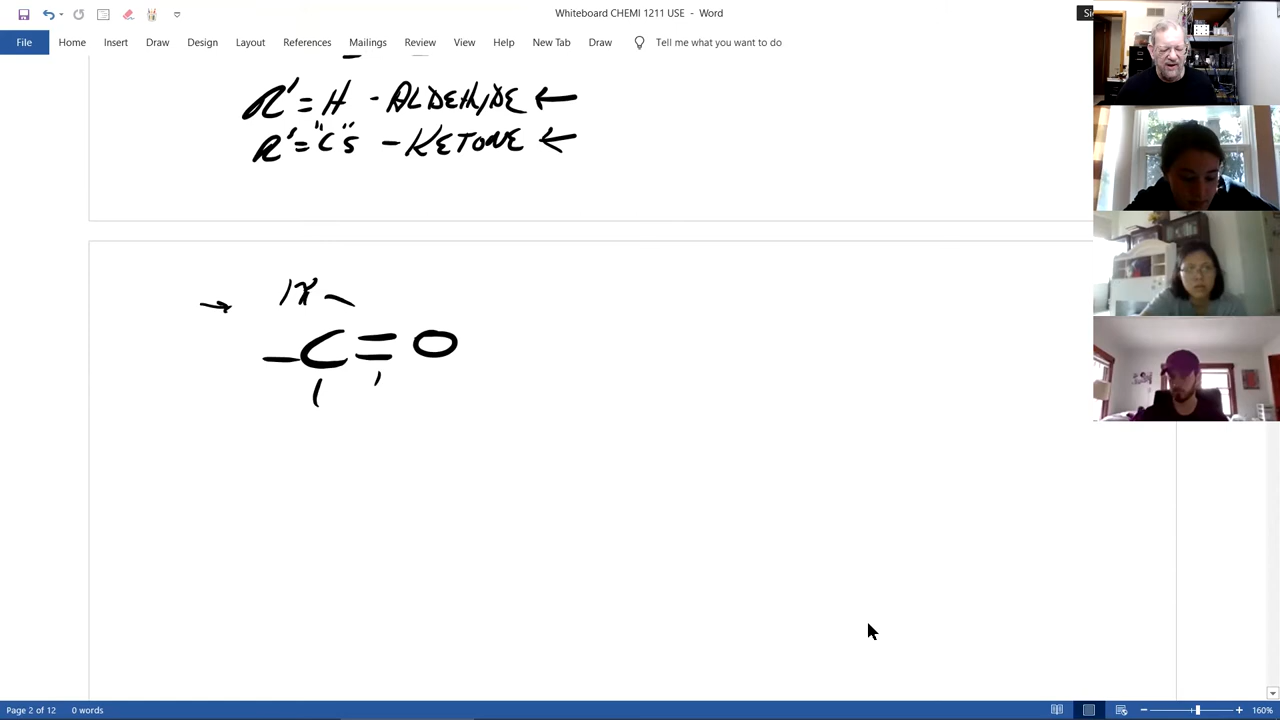 Whiteboard CHEMI 1211 USE - Word
File Home Insert Draw Design Layout References Mailings Review View Help New Tab Draw Tell me what you want to do
R' = H - ALDEHYDE ←
R' = "C"s - KETONE ←
→ 1π
-C=O
Page 2 of 12 0 words 160%